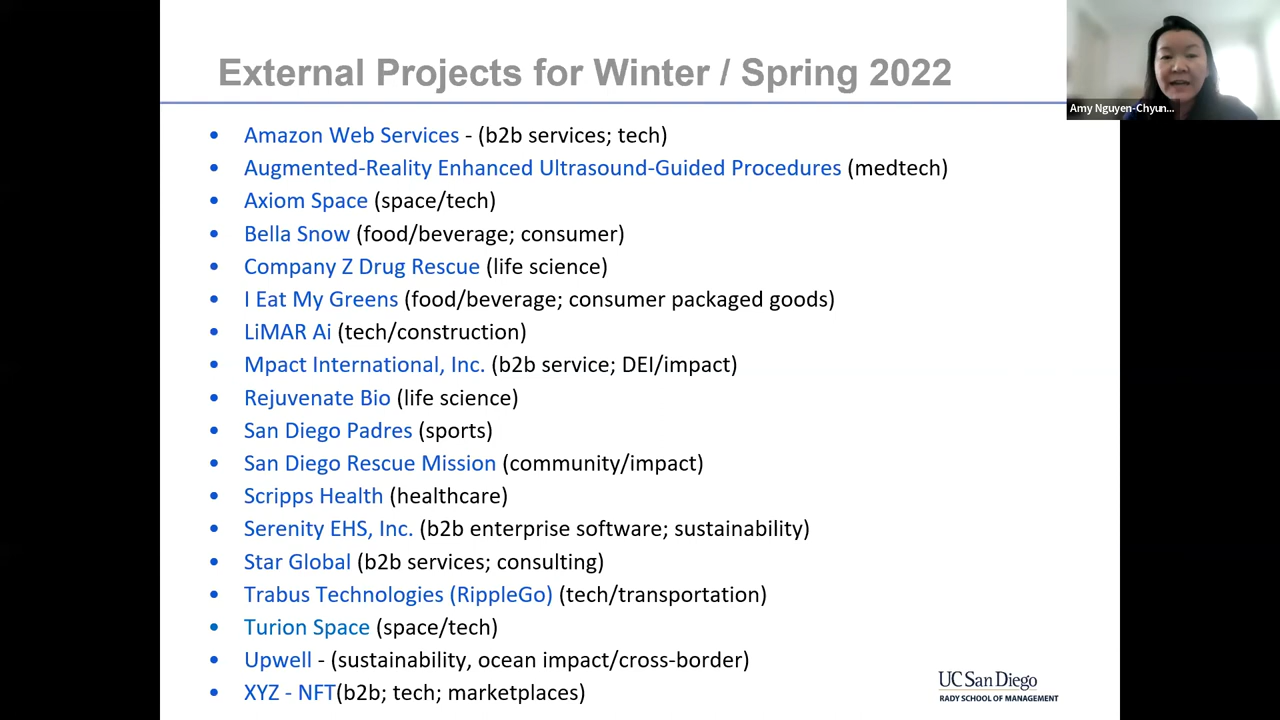 External Projects for Winter / Spring 2022
Amy Nguyen-Chyun...
• Amazon Web Services - (b2b services; tech)
• Augmented-Reality Enhanced Ultrasound-Guided Procedures (medtech)
• Axiom Space (space/tech)
• Bella Snow (food/beverage; consumer)
• Company Z Drug Rescue (life science)
• I Eat My Greens (food/beverage; consumer packaged goods)
• LiMAR Ai (tech/construction)
• Mpact International, Inc. (b2b service; DEI/impact)
• Rejuvenate Bio (life science)
• San Diego Padres (sports)
• San Diego Rescue Mission (community/impact)
• Scripps Health (healthcare)
• Serenity EHS, Inc. (b2b enterprise software; sustainability)
• Star Global (b2b services; consulting)
• Trabus Technologies (RippleGo) (tech/transportation)
• Turion Space (space/tech)
• Upwell - (sustainability, ocean impact/cross-border)
• XYZ - NFT(b2b; tech; marketplaces)
UC San Diego
RADY SCHOOL OF MANAGEMENT